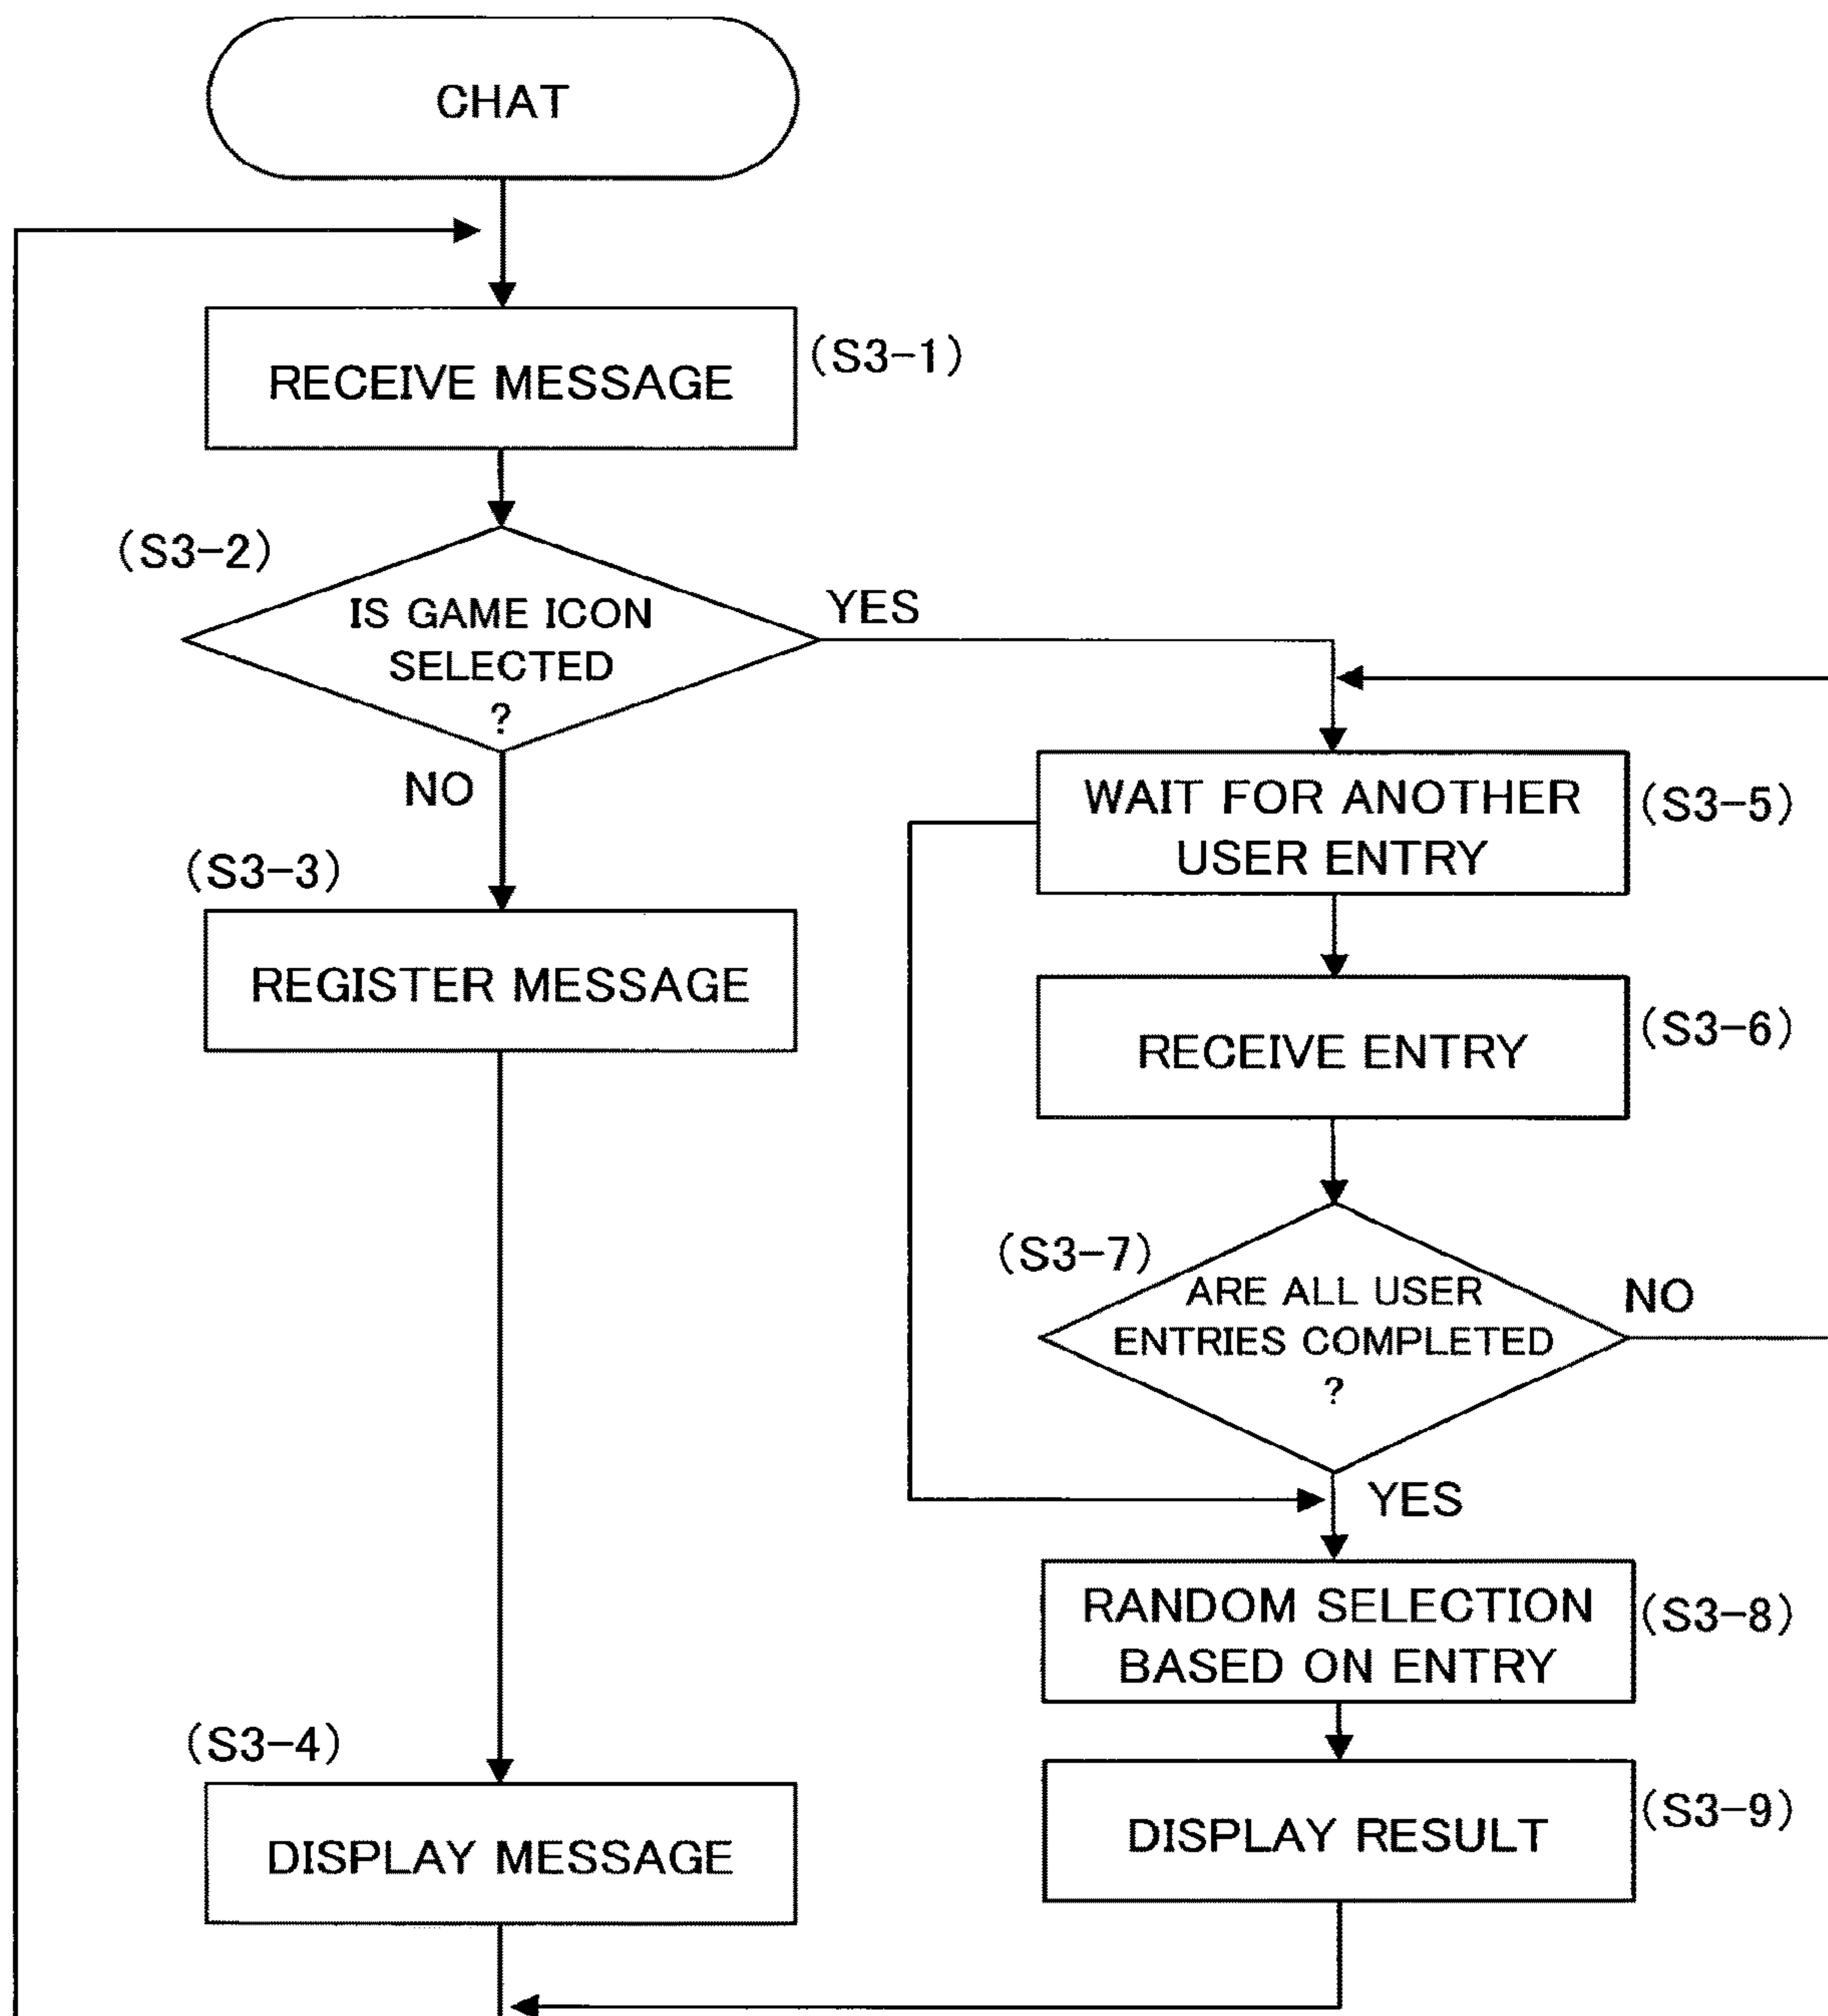 CHAT
RECEIVE MESSAGE
(S3-1)
(S3-2)
IS GAME ICON
SELECTED
?
YES
NO
(S3-3)
REGISTER MESSAGE
(S3-4)
DISPLAY MESSAGE
WAIT FOR ANOTHER
USER ENTRY
(S3-5)
RECEIVE ENTRY
(S3-6)
(S3-7)
ARE ALL USER
ENTRIES COMPLETED
?
NO
YES
RANDOM SELECTION
BASED ON ENTRY
(S3-8)
DISPLAY RESULT
(S3-9)